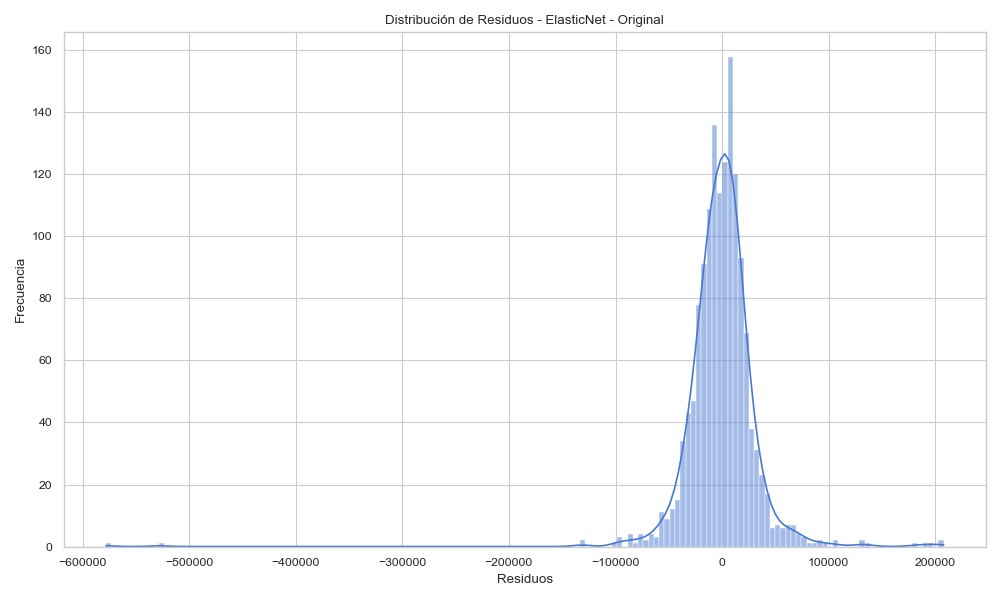 Distribución de Residuos - ElasticNet - Original
Frecuencia
160
140
120
100
80
60
40
20
0
−600000 −500000 −400000 −300000 −200000 −100000 0 100000 200000
Residuos